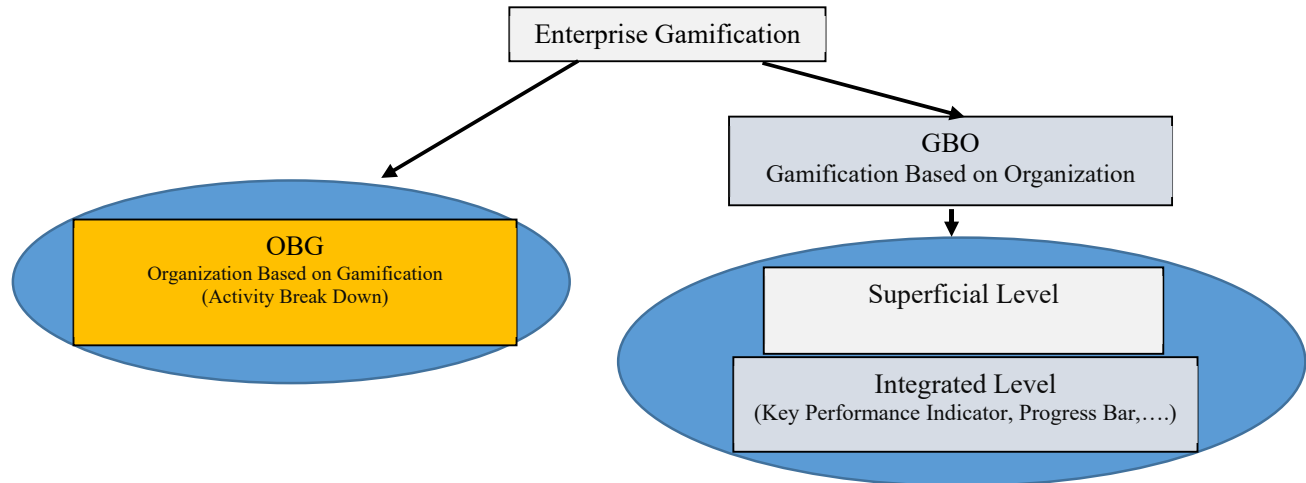 Enterprise Gamification
GBO
Gamification Based on Organization
OBG
Organization Based on Gamification
(Activity Break Down)
Superficial Level
Integrated Level
(Key Performance Indicator, Progress Bar,….)